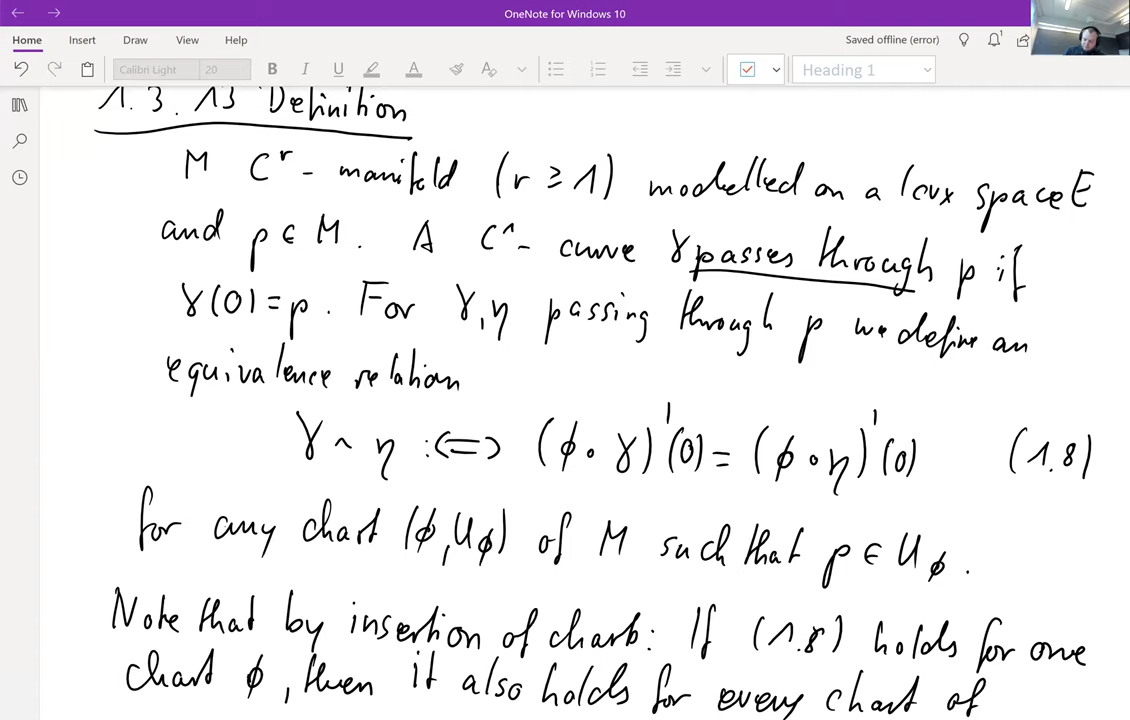 OneNote for Windows 10
Home Insert Draw View Help
Saved offline (error)
Calibri Light 20 B I U A Heading 1
1.3.13 Definition
M C^r - manifold (r ≥ 1) modelled on a lcvx space E
and p ∈ M. A C^1 - curve γ passes through p if
γ(0) = p. For γ, η passing through p we define an
equivalence relation
γ ~ η :⟺ (ϕ ∘ γ)'(0) = (ϕ ∘ η)'(0) (1.8)
for any chart (ϕ, U_ϕ) of M such that p ∈ U_ϕ.
Note that by insertion of charts: If (1.8) holds for one
chart ϕ, then it also holds for every chart of